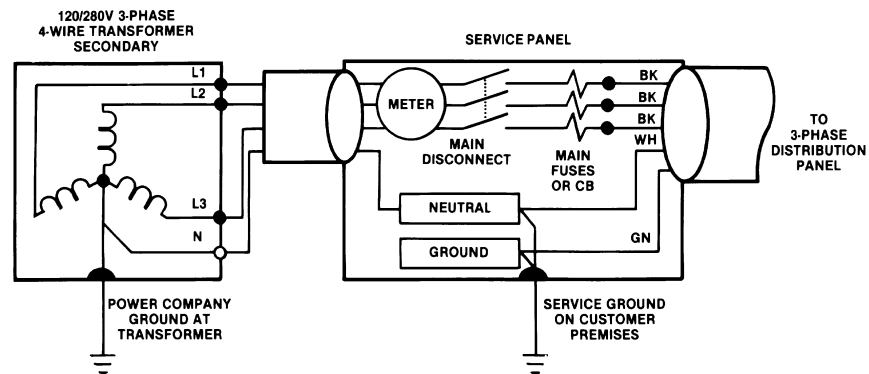 120/280V 3-PHASE
4-WIRE TRANSFORMER
SECONDARY
L1
L2
L3
N
POWER COMPANY
GROUND AT
TRANSFORMER
SERVICE PANEL
METER
MAIN
DISCONNECT
MAIN
FUSES
OR CB
BK
BK
BK
WH
NEUTRAL
GROUND
GN
SERVICE GROUND
ON CUSTOMER
PREMISES
TO
3-PHASE
DISTRIBUTION
PANEL